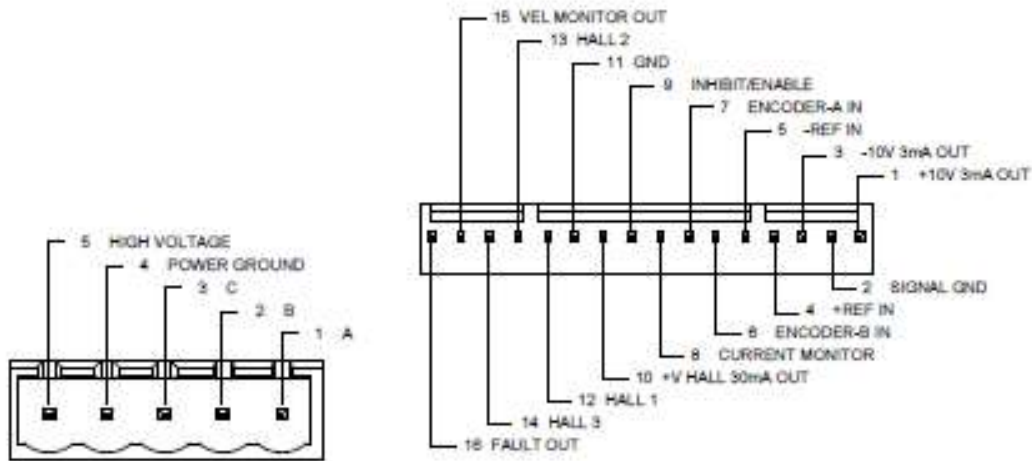 15 VEL MONITOR OUT
13 HALL 2
11 GND
9 INHIBIT/ENABLE
7 ENCODER-A IN
5 -REF IN
3 -10V 3mA OUT
1 +10V 3mA OUT
2 SIGNAL GND
4 +REF IN
6 ENCODER-B IN
8 CURRENT MONITOR
10 +V HALL 30mA OUT
12 HALL 1
14 HALL 3
16 FAULT OUT
5 HIGH VOLTAGE
4 POWER GROUND
3 C
2 B
1 A